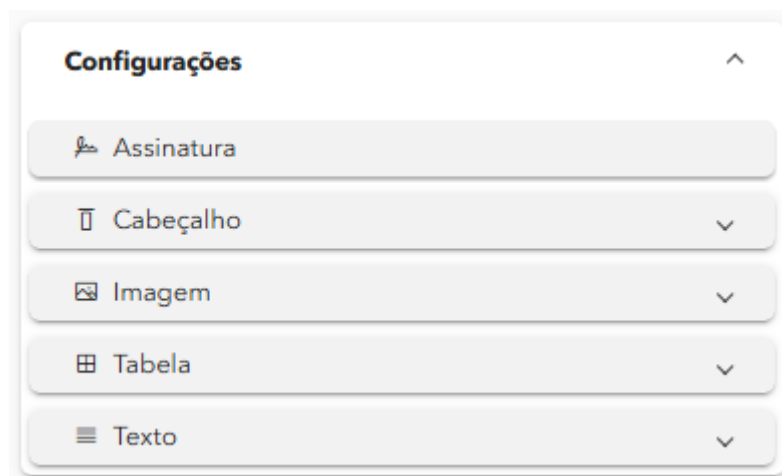 Configurações
Assinatura
Cabeçalho
Imagem
Tabela
Texto